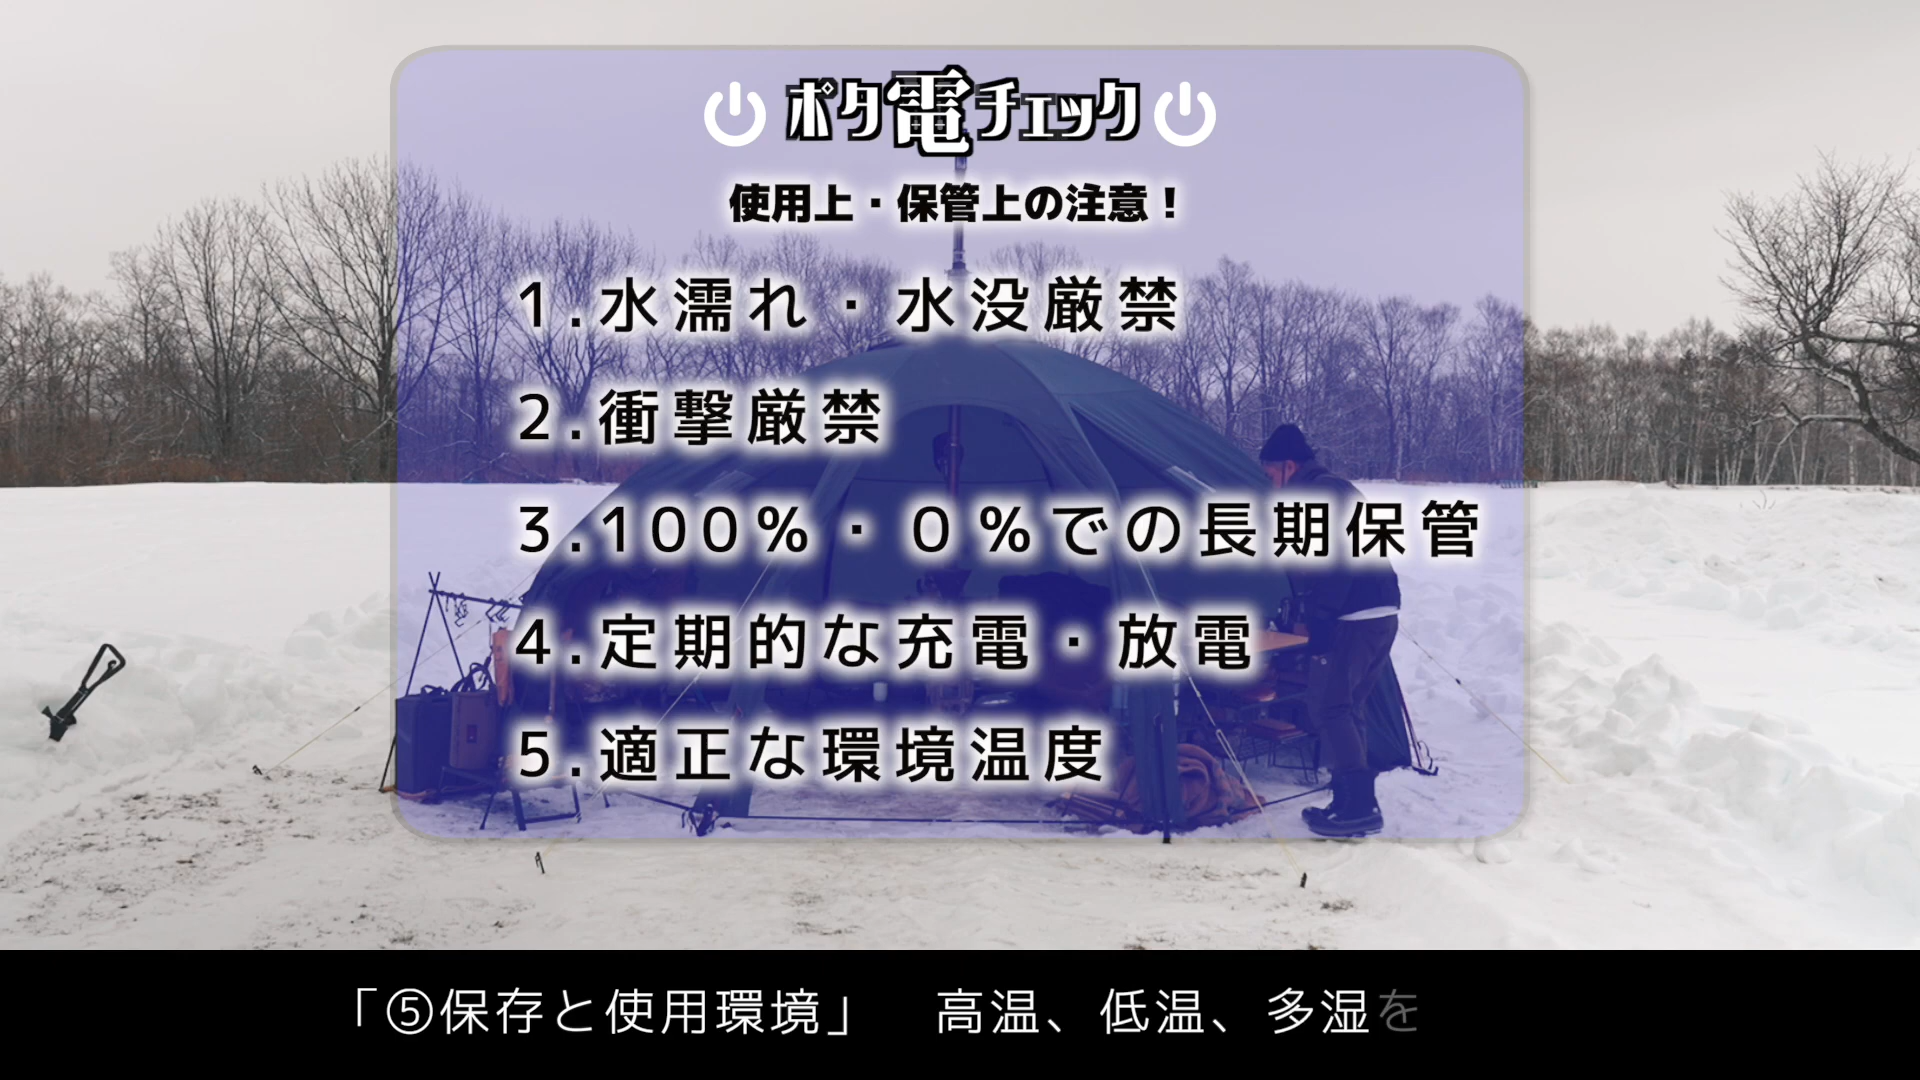 ポタ電チェック
使用上・保管上の注意！
1.水濡れ・水没厳禁
2.衝撃厳禁
3.100%・0%での長期保管
4.定期的な充電・放電
5.適正な環境温度
「⑤保存と使用環境」　高温、低温、多湿を